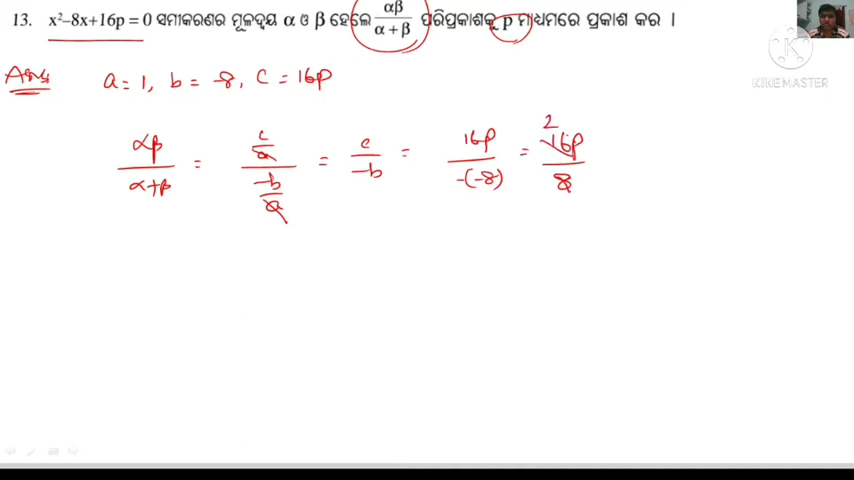 13. x²–8x+16p = 0 ସମୀକରଣର ମୂଳଦ୍ୱୟ α ଓ β ହେଲେ αβ/(α + β) ପରିପ୍ରକାଶକୁ p ମାଧ୍ୟମରେ ପ୍ରକାଶ କର ।
KINEMASTER
Ans a = 1, b = -8, c = 16p
αβ/(α+β) = (c/a)/(-b/a) = c/-b = 16p/-(-8) = 2 16p/8